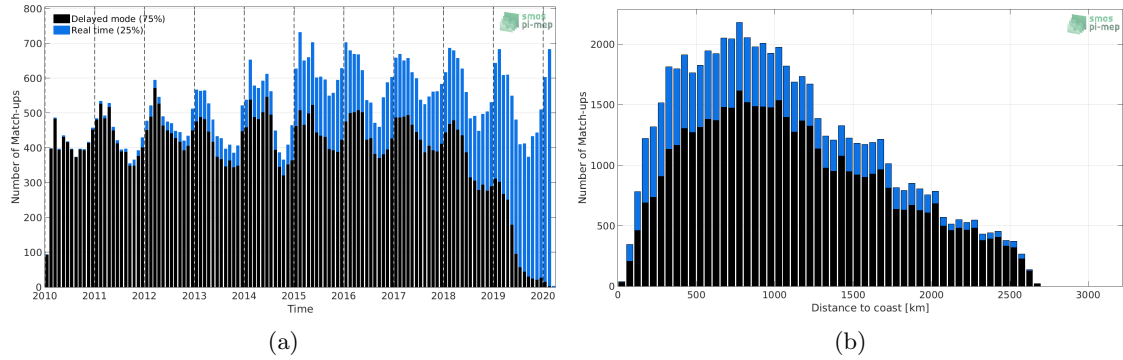 Delayed mode (75%)
Real time (25%)
smos
pi-mep
800
700
600
500
400
300
200
100
0
Number of Match-ups
2010 2011 2012 2013 2014 2015 2016 2017 2018 2019 2020
Time
(a)
smos
pi-mep
2000
1500
1000
500
0
Number of Match-ups
0 500 1000 1500 2000 2500 3000
Distance to coast [km]
(b)